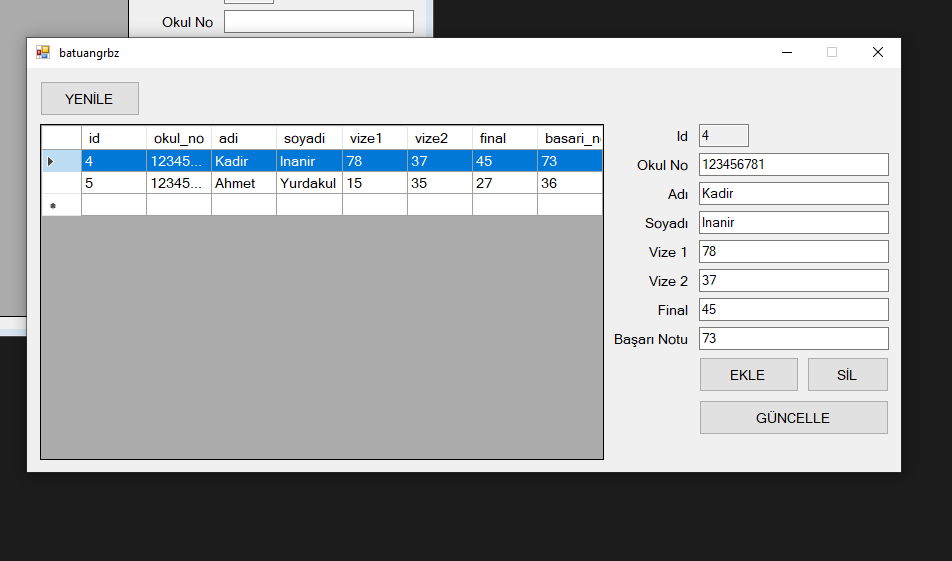 Okul No
batuangrbz
YENİLE
id okul_no adi soyadi vize1 vize2 final basari_n
4 12345... Kadir Inanir 78 37 45 73
5 12345... Ahmet Yurdakul 15 35 27 36
Id 4
Okul No 123456781
Adı Kadir
Soyadı Inanir
Vize 1 78
Vize 2 37
Final 45
Başarı Notu 73
EKLE SİL
GÜNCELLE